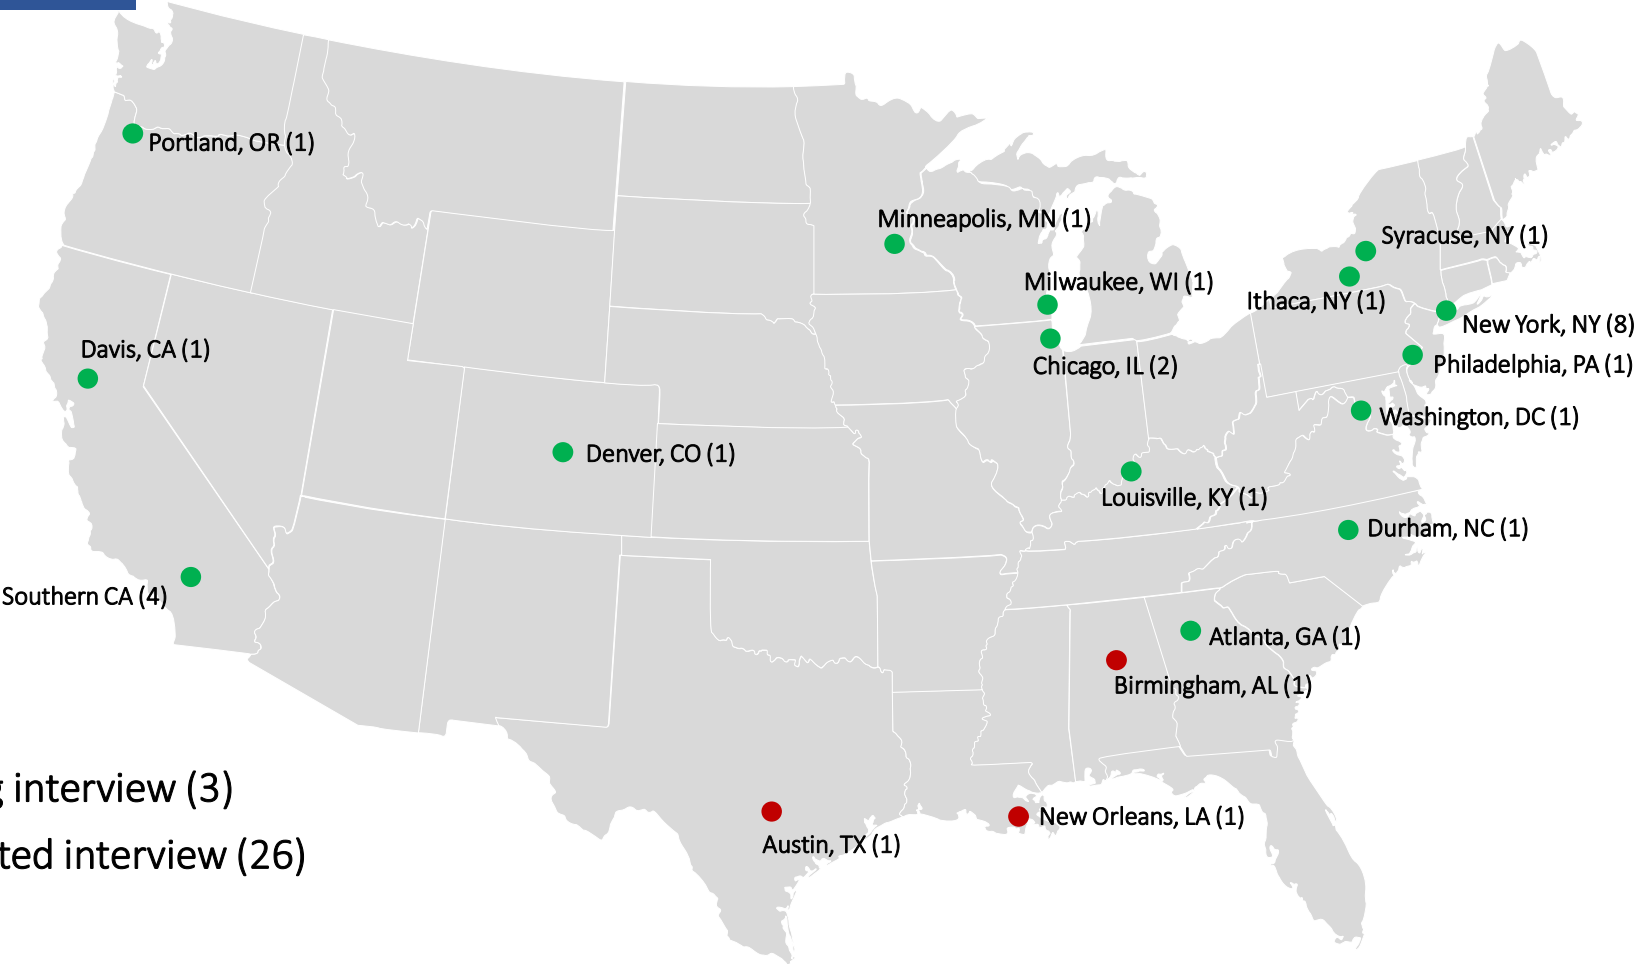 Portland, OR (1)
Minneapolis, MN (1)
Syracuse, NY (1)
Milwaukee, WI (1)
Ithaca, NY (1)
New York, NY (8)
Davis, CA (1)
Chicago, IL (2)
Philadelphia, PA (1)
Washington, DC (1)
Denver, CO (1)
Louisville, KY (1)
Durham, NC (1)
Southern CA (4)
Atlanta, GA (1)
Birmingham, AL (1)
interview (3)
New Orleans, LA (1)
Austin, TX (1)
ted interview (26)